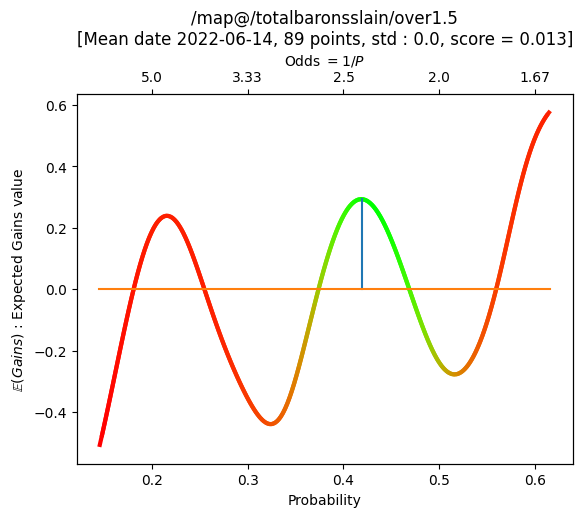 /map@/totalbaronsslain/over1.5
[Mean date 2022-06-14, 89 points, std : 0.0, score = 0.013]
Odds = 1/P
5.0 3.33 2.5 2.0 1.67
0.6
0.4
0.2
0.0
−0.2
−0.4
𝔼(Gains) : Expected Gains value
0.2 0.3 0.4 0.5 0.6
Probability